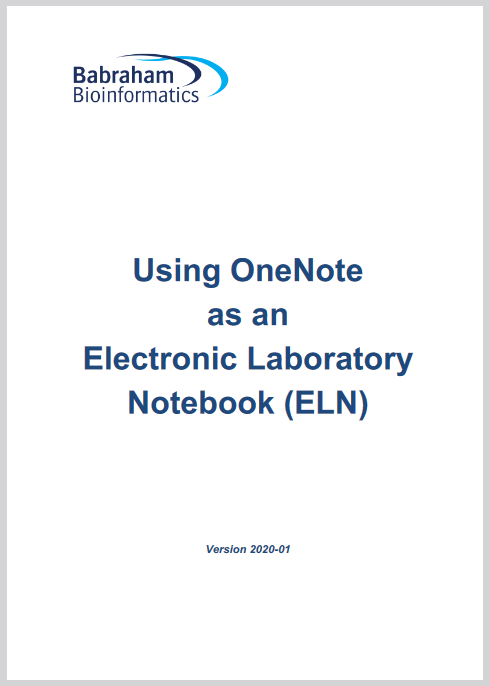 Babraham
Bioinformatics
Using OneNote
as an
Electronic Laboratory
Notebook (ELN)
Version 2020-01